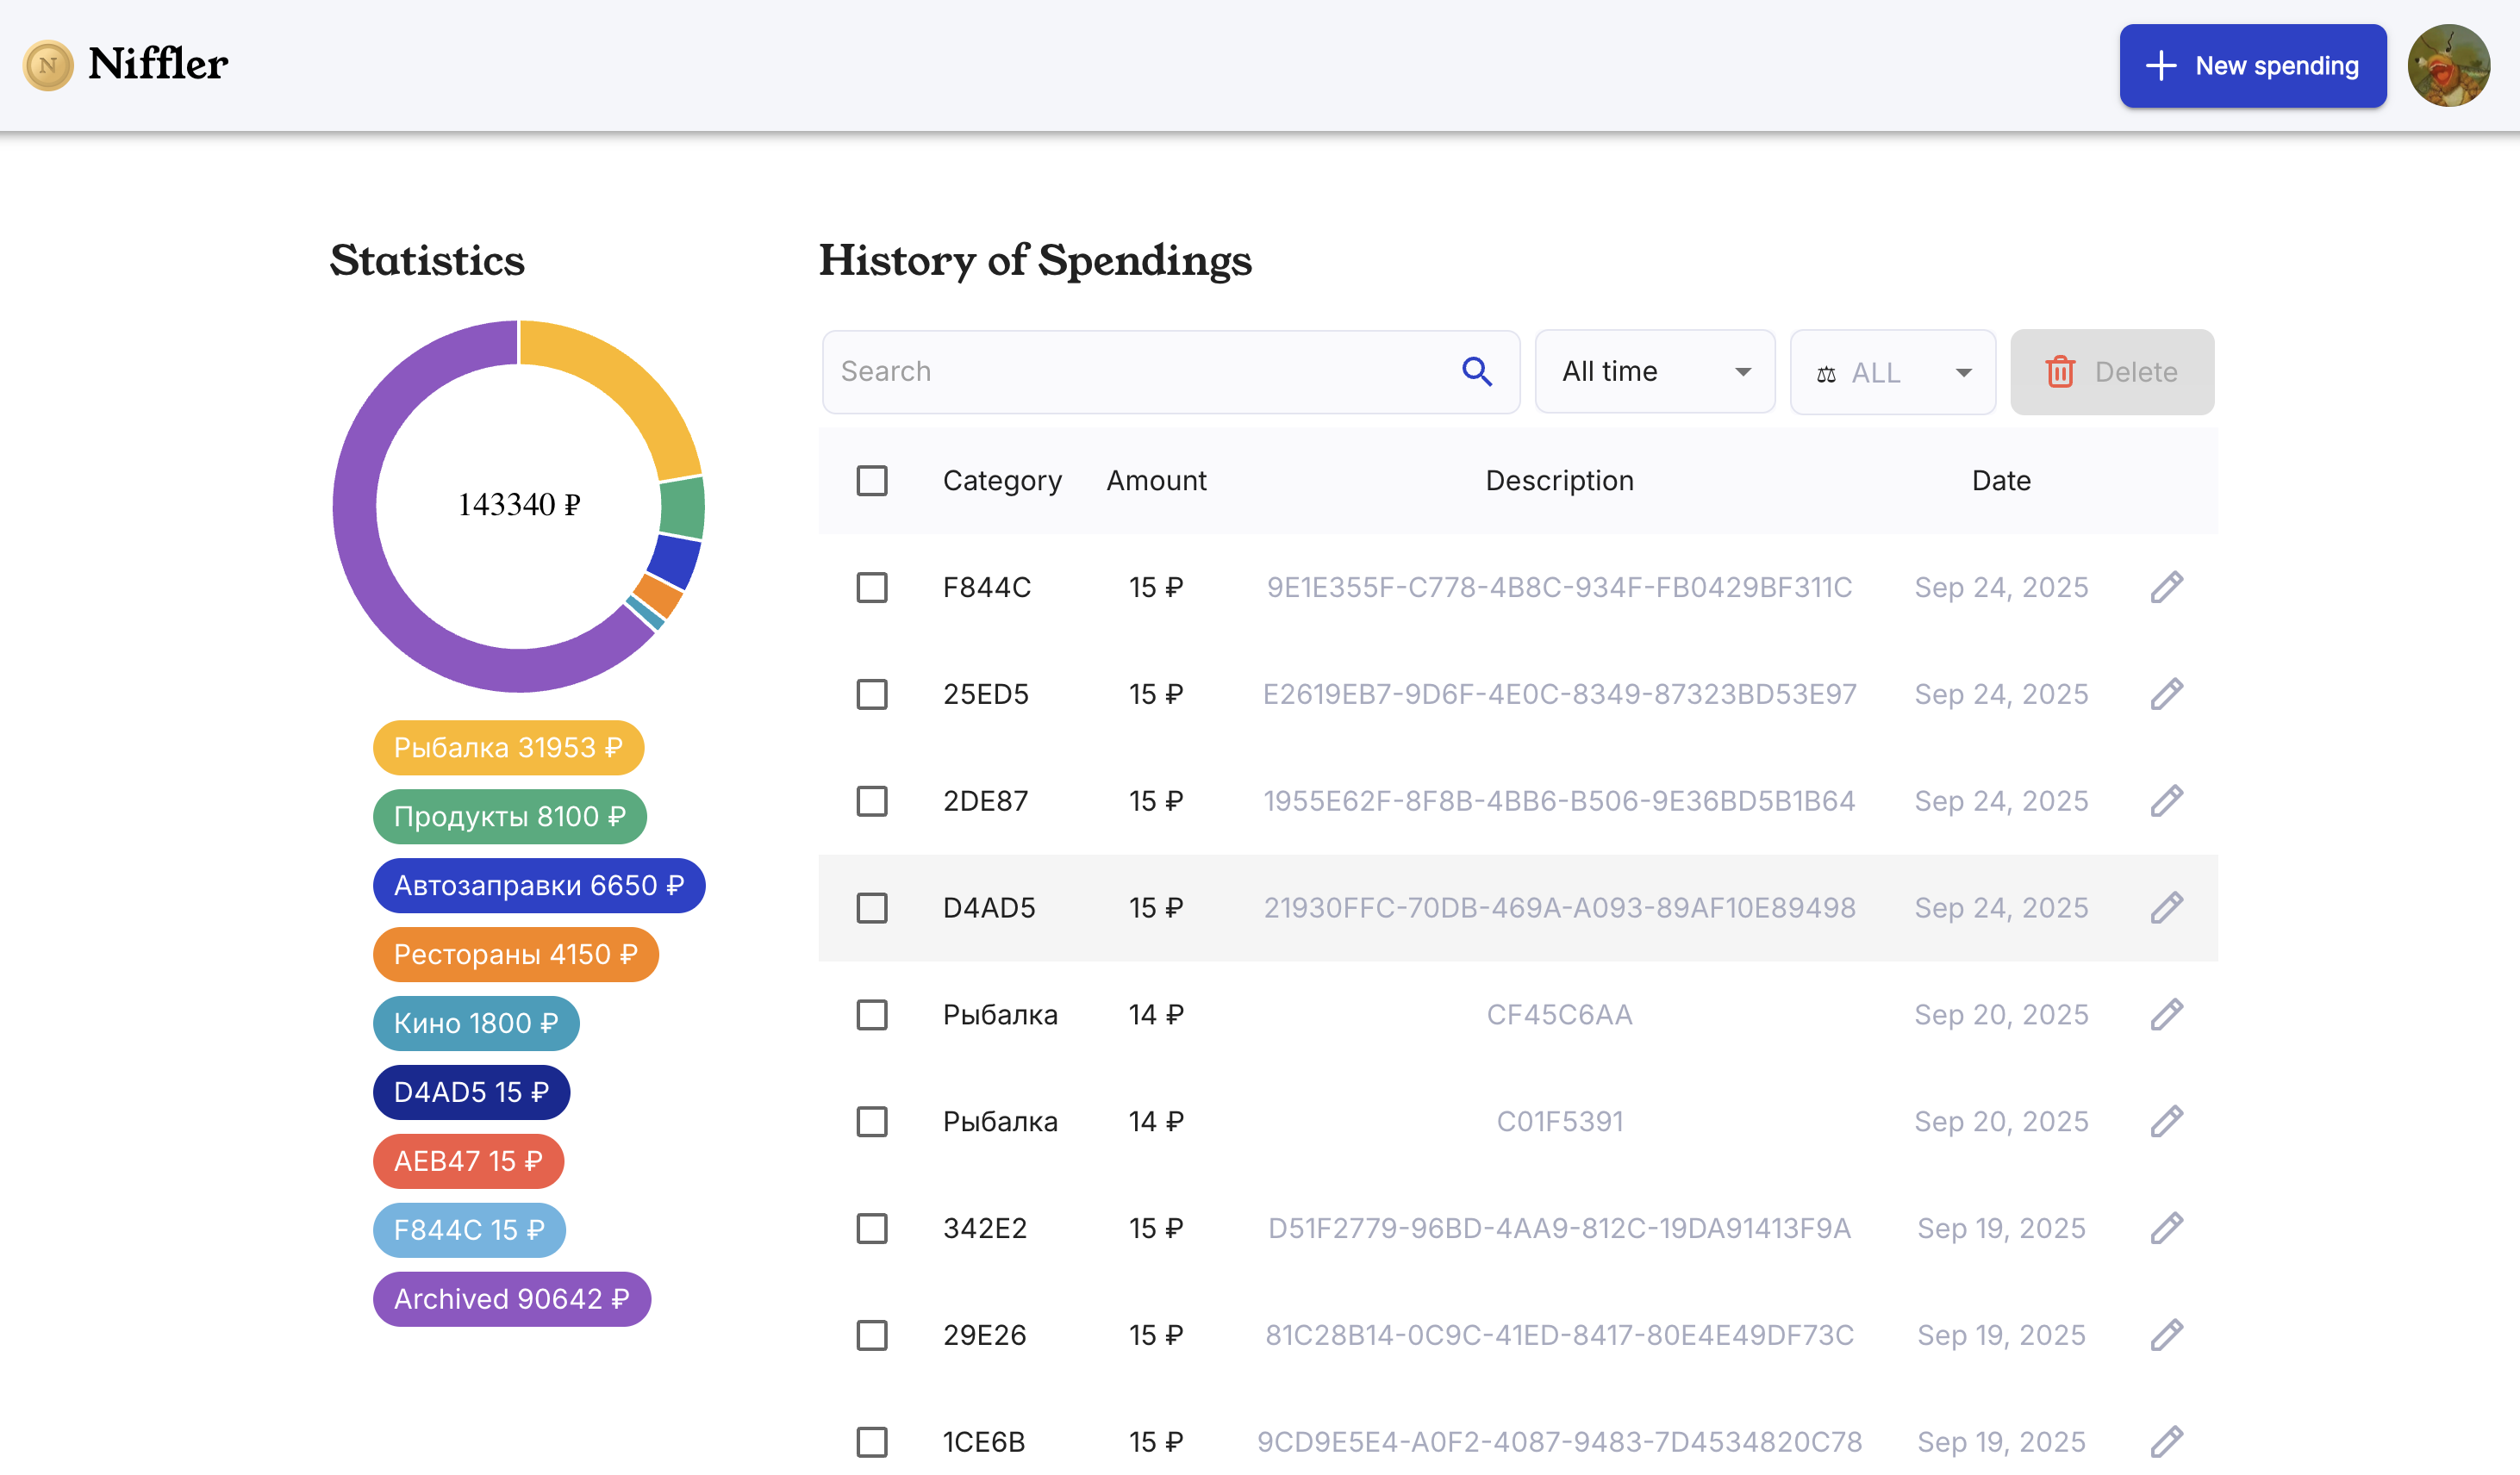 N Niffler
New spending
Statistics
143340 ₽
Рыбалка 31953 ₽
Продукты 8100 ₽
Автозаправки 6650 ₽
Рестораны 4150 ₽
Кино 1800 ₽
D4AD5 15 ₽
AEB47 15 ₽
F844C 15 ₽
Archived 90642 ₽
History of Spendings
Search All time ALL Delete
Category Amount Description Date
F844C 15 ₽ 9E1E355F-C778-4B8C-934F-FB0429BF311C Sep 24, 2025
25ED5 15 ₽ E2619EB7-9D6F-4E0C-8349-87323BD53E97 Sep 24, 2025
2DE87 15 ₽ 1955E62F-8F8B-4BB6-B506-9E36BD5B1B64 Sep 24, 2025
D4AD5 15 ₽ 21930FFC-70DB-469A-A093-89AF10E89498 Sep 24, 2025
Рыбалка 14 ₽ CF45C6AA Sep 20, 2025
Рыбалка 14 ₽ C01F5391 Sep 20, 2025
342E2 15 ₽ D51F2779-96BD-4AA9-812C-19DA91413F9A Sep 19, 2025
29E26 15 ₽ 81C28B14-0C9C-41ED-8417-80E4E49DF73C Sep 19, 2025
1CE6B 15 ₽ 9CD9E5E4-A0F2-4087-9483-7D4534820C78 Sep 19, 2025